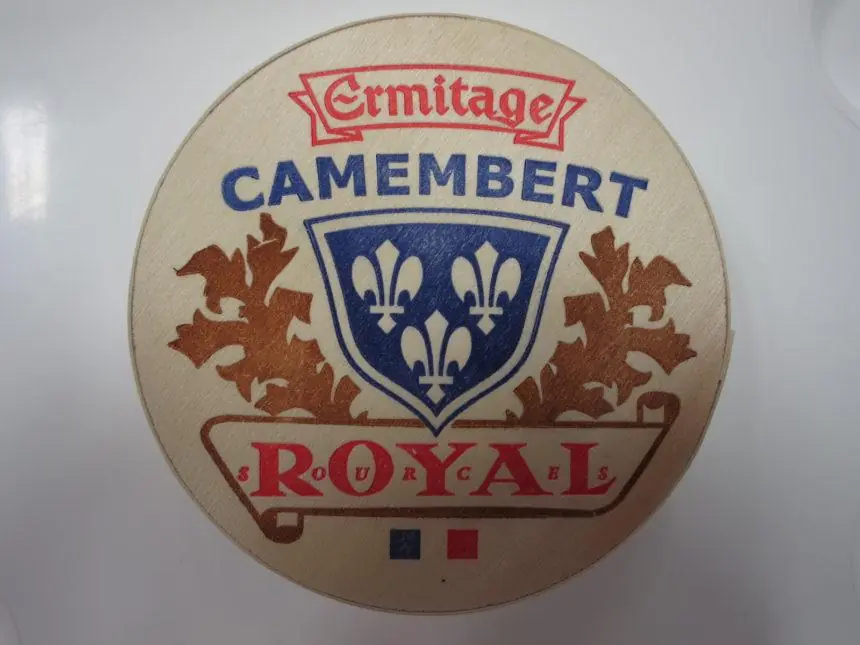 Ermitage
CAMEMBERT
ROYAL
SOURCES